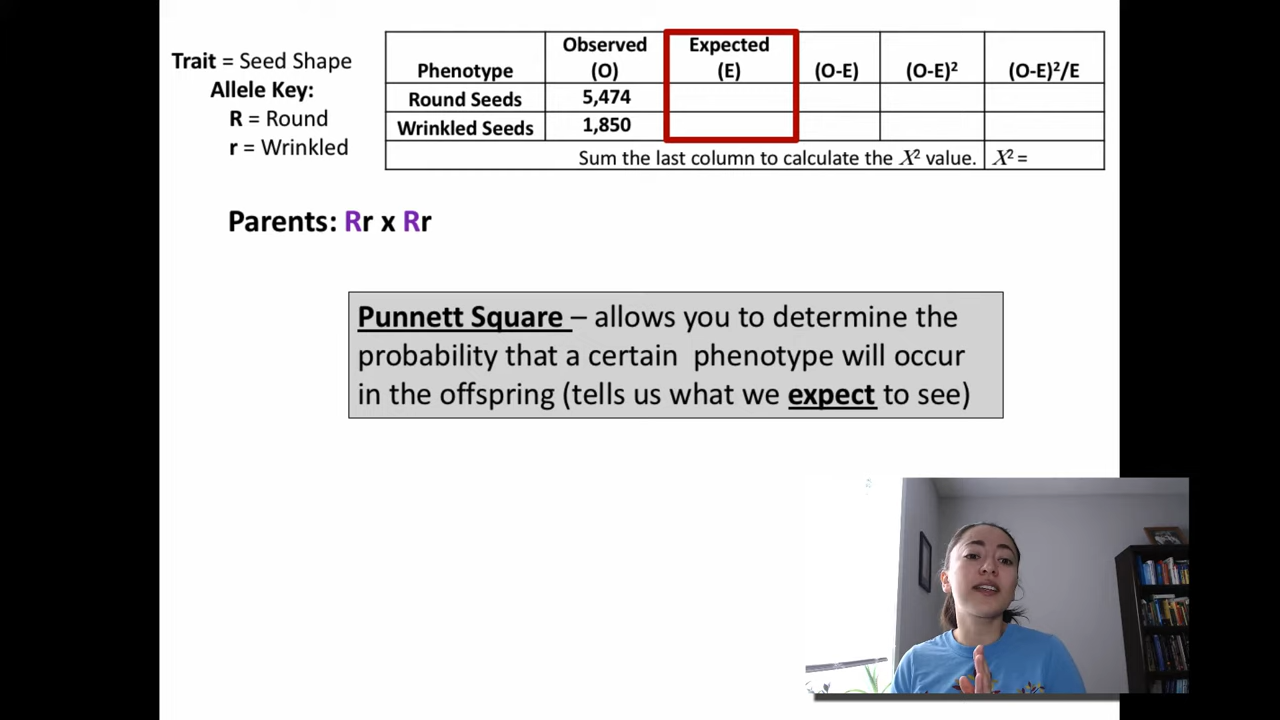 Trait = Seed Shape
Allele Key:
R = Round
r = Wrinkled
Phenotype Observed (O) Expected (E) (O-E) (O-E)² (O-E)²/E
Round Seeds 5,474
Wrinkled Seeds 1,850
Sum the last column to calculate the X² value. X² =
Parents: Rr x Rr
Punnett Square – allows you to determine the
probability that a certain phenotype will occur
in the offspring (tells us what we expect to see)